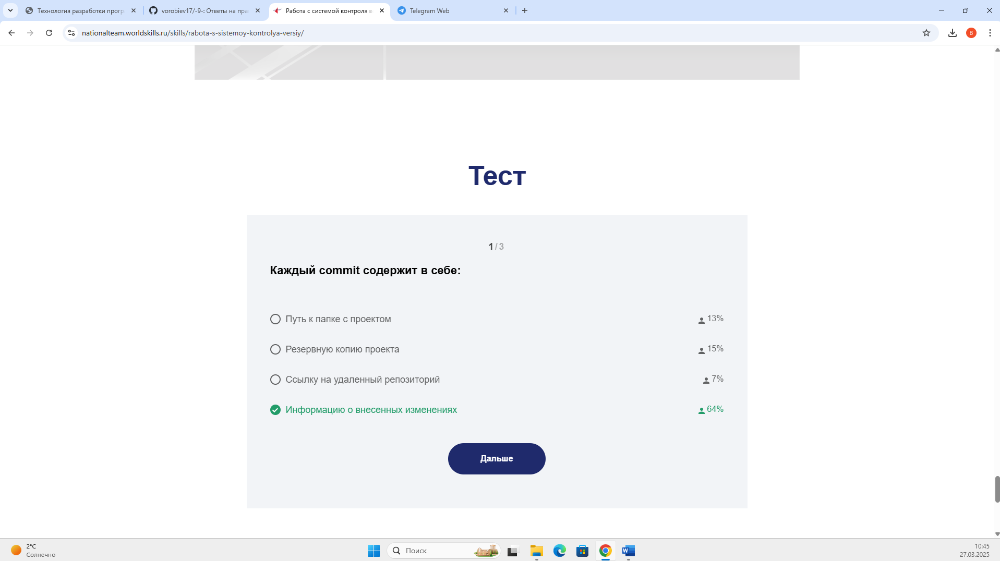 Технология разработки прогр
vorobiev17/-9-: Ответы на пра
Работа с системой контроля в
Telegram Web
nationalteam.worldskills.ru/skills/rabota-s-sistemoy-kontrolya-versiy/
В
Тест
1 / 3
Каждый commit содержит в себе:
Путь к папке с проектом 13%
Резервную копию проекта 15%
Ссылку на удаленный репозиторий 7%
Информацию о внесенных изменениях 64%
Дальше
2°C
Солнечно
Поиск
W
10:45
27.03.2025